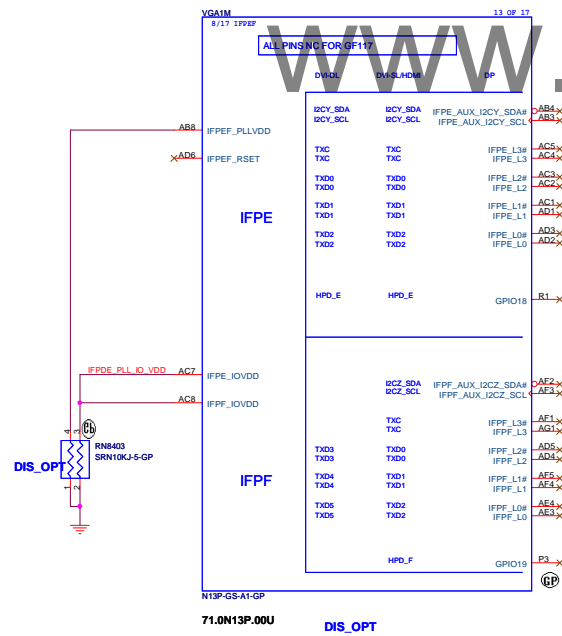 VGA1M 13 OF 17
8/17 IFPEF
WWW.
ALL PINS NC FOR GF117
DVI-DL DVI-SL/HDMI DP
I2CY_SDA I2CY_SDA IFPE_AUX_I2CY_SDA# AB4
I2CY_SCL I2CY_SCL IFPE_AUX_I2CY_SCL AB3
AB8 IFPEF_PLLVDD
TXC TXC IFPE_L3# AC5
TXC TXC IFPE_L3 AC4
AD6 IFPEF_RSET
TXD0 TXD0 IFPE_L2# AC3
TXD0 TXD0 IFPE_L2 AC2
TXD1 TXD1 IFPE_L1# AC1
TXD1 TXD1 IFPE_L1 AD1
IFPE
TXD2 TXD2 IFPE_L0# AD3
TXD2 TXD2 IFPE_L0 AD2
HPD_E HPD_E GPIO18 R1
IFPDE_PLL_IO_VDD AC7 IFPE_IOVDD
I2CZ_SDA IFPF_AUX_I2CZ_SDA# AF2
I2CZ_SCL IFPF_AUX_I2CZ_SCL AF3
AC8 IFPF_IOVDD
TXC IFPF_L3# AF1
TXC IFPF_L3 AG1
4 3
RN8403
SRN10KJ-5-GP
TXD3 TXD0 IFPF_L2# AD5
TXD3 TXD0 IFPF_L2 AD4
DIS_OPT
IFPF
TXD4 TXD1 IFPF_L1# AF5
TXD4 TXD1 IFPF_L1 AF4
1 2
TXD5 TXD2 IFPF_L0# AE4
TXD5 TXD2 IFPF_L0 AE3
HPD_F GPIO19 P3
GP
N13P-GS-A1-GP
71.0N13P.00U
DIS_OPT